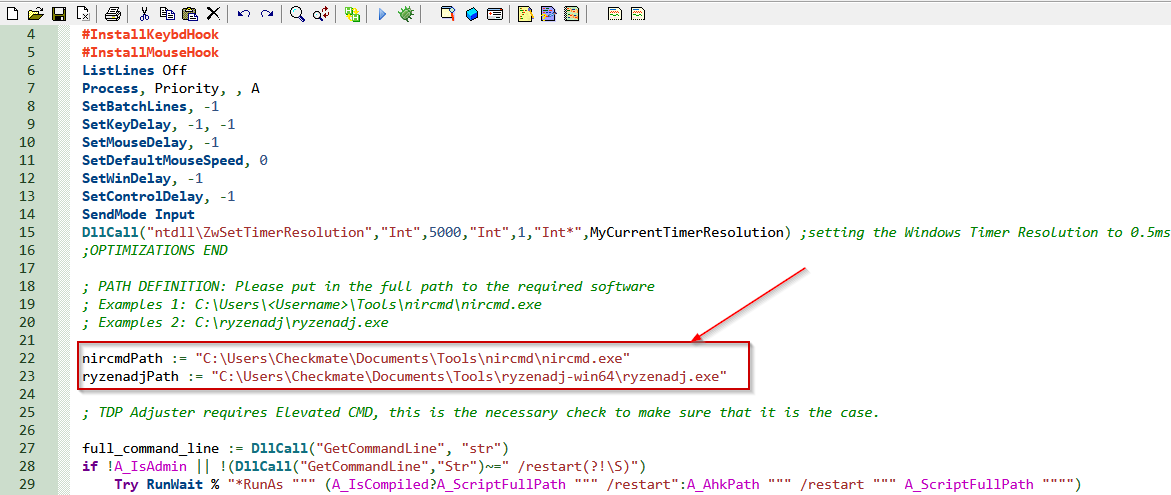 4 #InstallKeybdHook
5 #InstallMouseHook
6 ListLines Off
7 Process, Priority, , A
8 SetBatchLines, -1
9 SetKeyDelay, -1, -1
10 SetMouseDelay, -1
11 SetDefaultMouseSpeed, 0
12 SetWinDelay, -1
13 SetControlDelay, -1
14 SendMode Input
15 DllCall("ntdll\ZwSetTimerResolution","Int",5000,"Int",1,"Int*",MyCurrentTimerResolution) ;setting the Windows Timer Resolution to 0.5ms
16 ;OPTIMIZATIONS END
17
18 ; PATH DEFINITION: Please put in the full path to the required software
19 ; Examples 1: C:\Users\<Username>\Tools\nircmd\nircmd.exe
20 ; Examples 2: C:\ryzenadj\ryzenadj.exe
21
22 nircmdPath := "C:\Users\Checkmate\Documents\Tools\nircmd\nircmd.exe"
23 ryzenadjPath := "C:\Users\Checkmate\Documents\Tools\ryzenadj-win64\ryzenadj.exe"
24
25 ; TDP Adjuster requires Elevated CMD, this is the necessary check to make sure that it is the case.
26
27 full_command_line := DllCall("GetCommandLine", "str")
28 if !A_IsAdmin || !(DllCall("GetCommandLine","Str")~=" /restart(?!\S)")
29 Try RunWait % "*RunAs """ (A_IsCompiled?A_ScriptFullPath """ /restart":A_AhkPath """ /restart """ A_ScriptFullPath """")